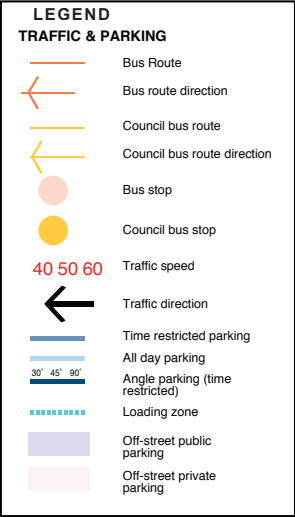 LEGEND
TRAFFIC & PARKING
Bus Route
Bus route direction
Council bus route
Council bus route direction
Bus stop
Council bus stop
40 50 60 Traffic speed
Traffic direction
Time restricted parking
All day parking
30° 45° 90° Angle parking (time
restricted)
Loading zone
Off-street public
parking
Off-street private
parking